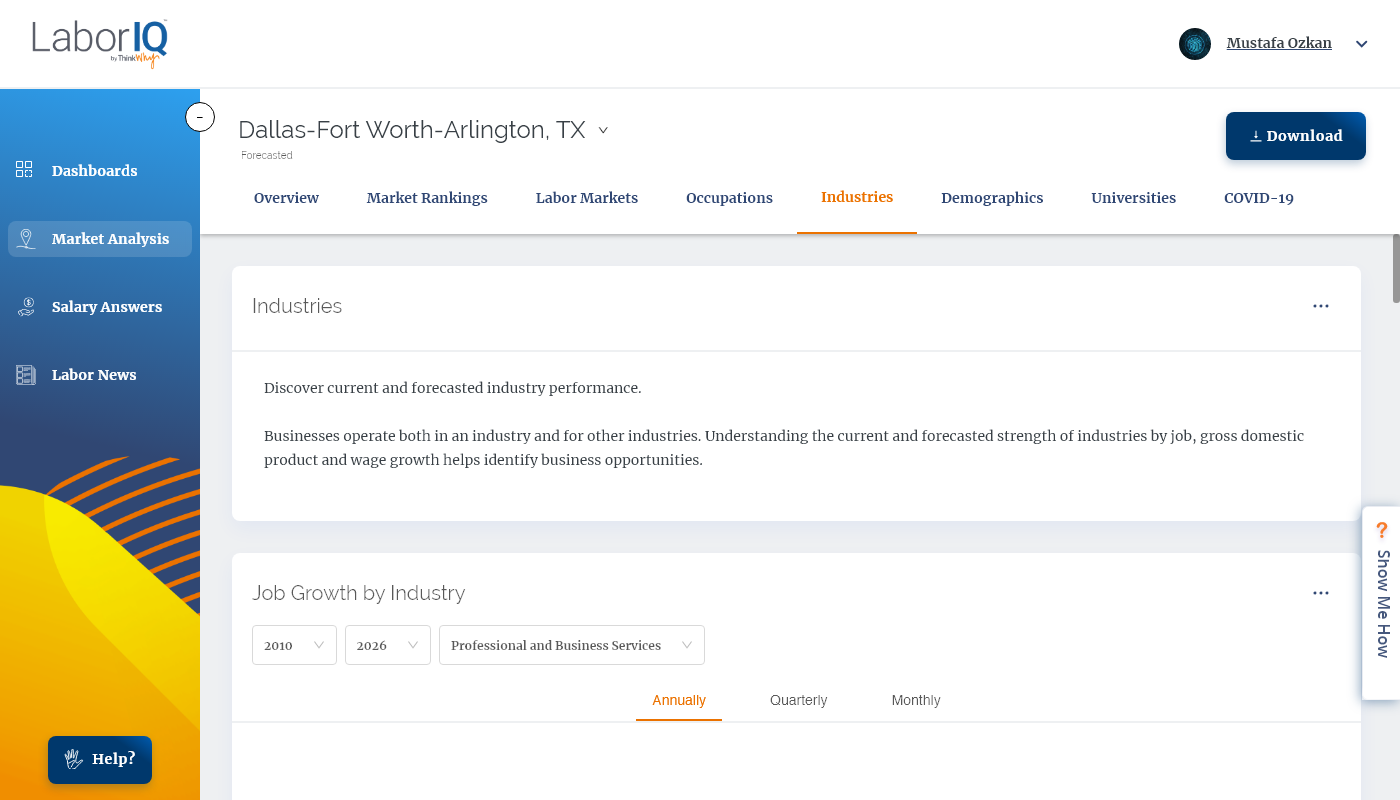 LaborIQ
by ThinkWhy
Mustafa Ozkan
-
Dallas-Fort Worth-Arlington, TX
Forecasted
Download
Dashboards
Market Analysis
Salary Answers
Labor News
Overview
Market Rankings
Labor Markets
Occupations
Industries
Demographics
Universities
COVID-19
Industries
Discover current and forecasted industry performance.
Businesses operate both in an industry and for other industries. Understanding the current and forecasted strength of industries by job, gross domestic
product and wage growth helps identify business opportunities.
? Show Me How
Job Growth by Industry
2010
2026
Professional and Business Services
Annually
Quarterly
Monthly
Help?